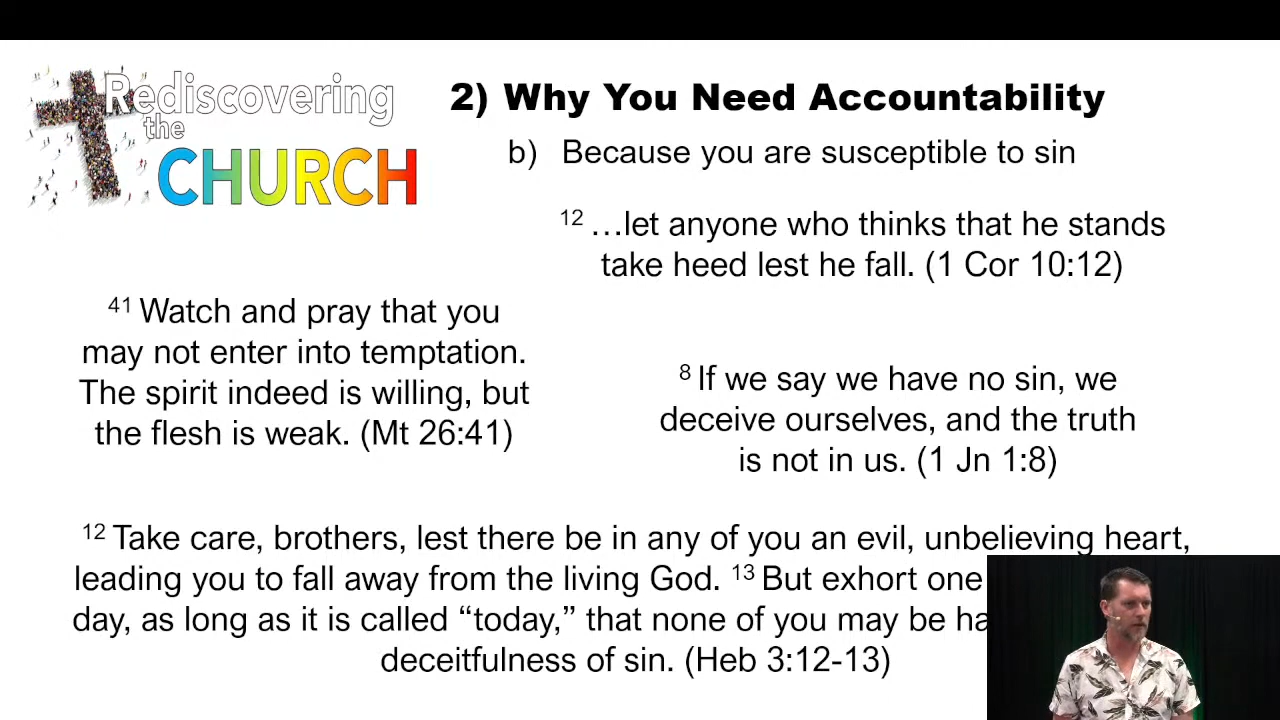 Rediscovering
the
CHURCH
2) Why You Need Accountability
b) Because you are susceptible to sin
12 …let anyone who thinks that he stands
take heed lest he fall. (1 Cor 10:12)
41 Watch and pray that you
may not enter into temptation.
The spirit indeed is willing, but
the flesh is weak. (Mt 26:41)
8 If we say we have no sin, we
deceive ourselves, and the truth
is not in us. (1 Jn 1:8)
12 Take care, brothers, lest there be in any of you an evil, unbelieving heart,
leading you to fall away from the living God. 13 But exhort one
day, as long as it is called “today,” that none of you may be
deceitfulness of sin. (Heb 3:12-13)